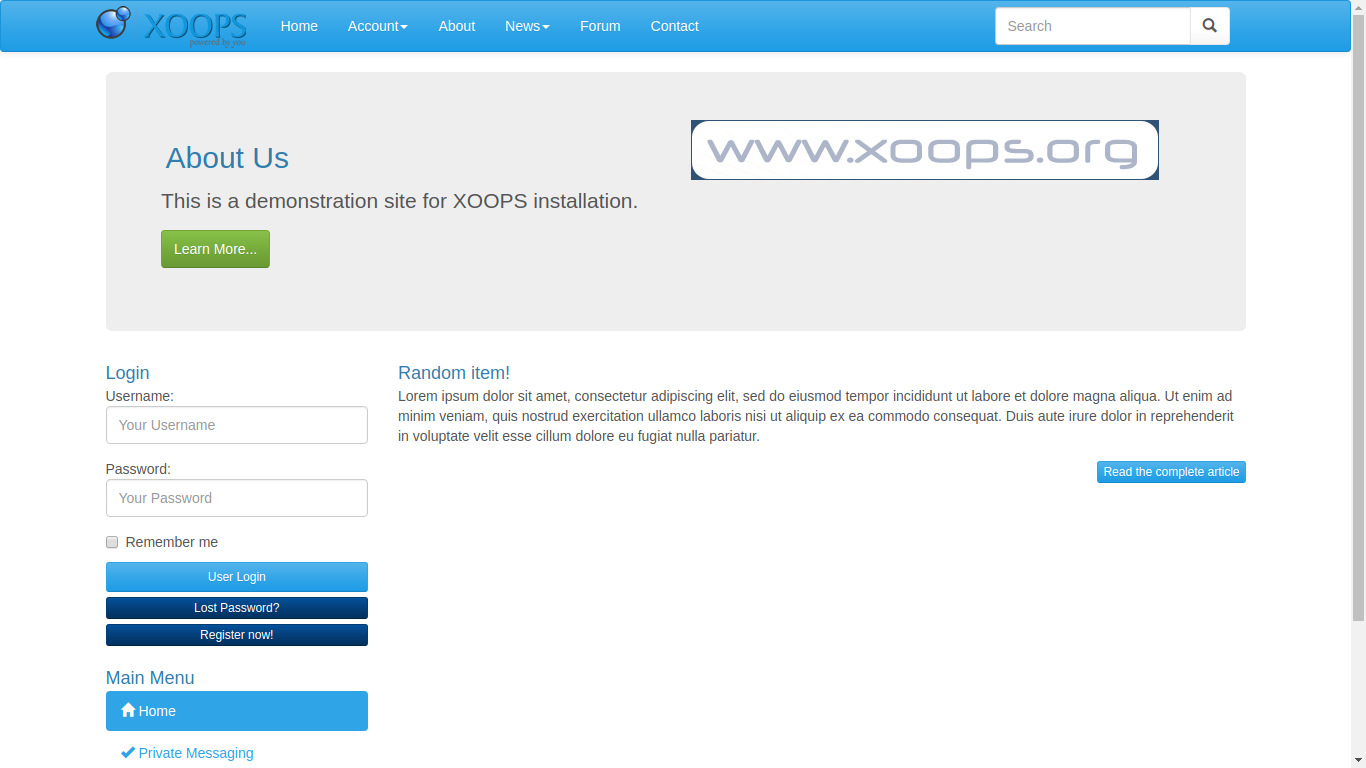 XOOPS
powered by you
Home Account About News Forum Contact
Search
www.xoops.org
About Us
This is a demonstration site for XOOPS installation.
Learn More...
Login
Username:
Your Username
Password:
Your Password
Remember me
User Login
Lost Password?
Register now!
Main Menu
Home
Private Messaging
Random item!
Lorem ipsum dolor sit amet, consectetur adipiscing elit, sed do eiusmod tempor incididunt ut labore et dolore magna aliqua. Ut enim ad
minim veniam, quis nostrud exercitation ullamco laboris nisi ut aliquip ex ea commodo consequat. Duis aute irure dolor in reprehenderit
in voluptate velit esse cillum dolore eu fugiat nulla pariatur.
Read the complete article